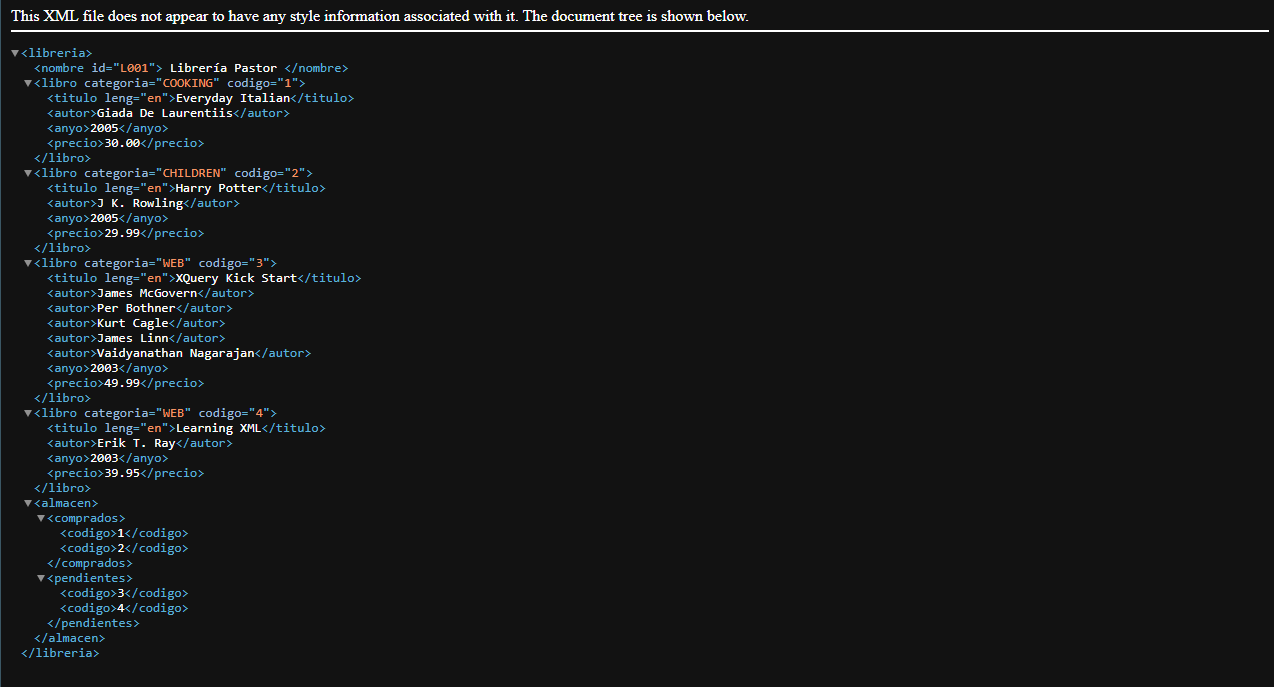 This XML file does not appear to have any style information associated with it. The document tree is shown below.
▼<libreria>
<nombre id="L001"> Librería Pastor </nombre>
▼<libro categoria="COOKING" codigo="1">
<titulo leng="en">Everyday Italian</titulo>
<autor>Giada De Laurentiis</autor>
<anyo>2005</anyo>
<precio>30.00</precio>
</libro>
▼<libro categoria="CHILDREN" codigo="2">
<titulo leng="en">Harry Potter</titulo>
<autor>J K. Rowling</autor>
<anyo>2005</anyo>
<precio>29.99</precio>
</libro>
▼<libro categoria="WEB" codigo="3">
<titulo leng="en">XQuery Kick Start</titulo>
<autor>James McGovern</autor>
<autor>Per Bothner</autor>
<autor>Kurt Cagle</autor>
<autor>James Linn</autor>
<autor>Vaidyanathan Nagarajan</autor>
<anyo>2003</anyo>
<precio>49.99</precio>
</libro>
▼<libro categoria="WEB" codigo="4">
<titulo leng="en">Learning XML</titulo>
<autor>Erik T. Ray</autor>
<anyo>2003</anyo>
<precio>39.95</precio>
</libro>
▼<almacen>
▼<comprados>
<codigo>1</codigo>
<codigo>2</codigo>
</comprados>
▼<pendientes>
<codigo>3</codigo>
<codigo>4</codigo>
</pendientes>
</almacen>
</libreria>